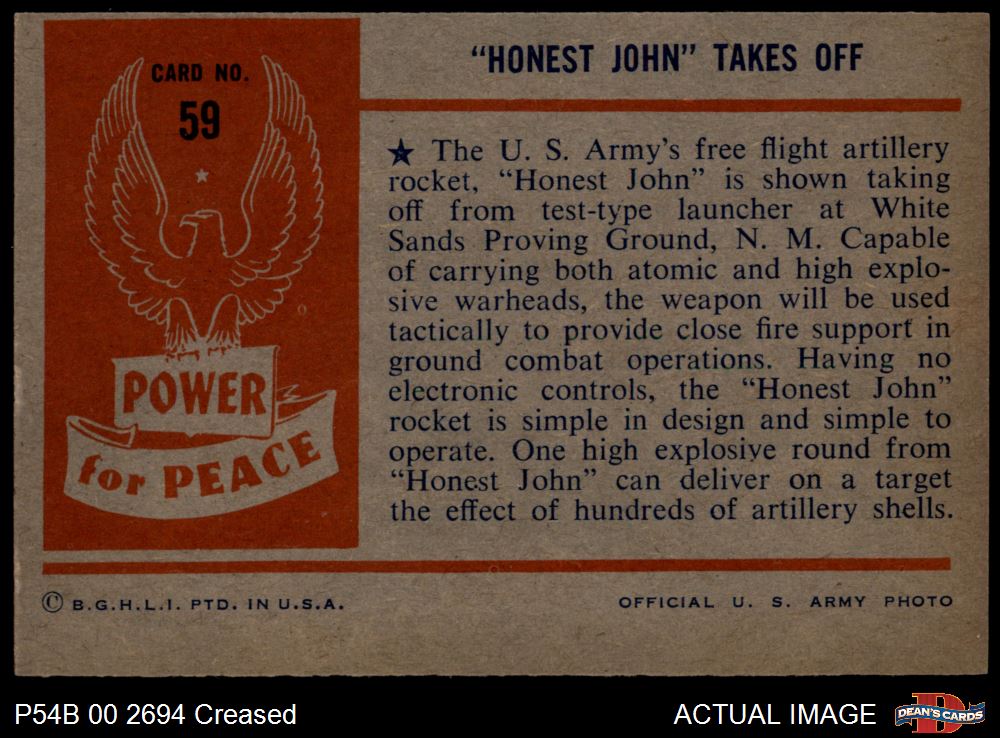 CARD NO.
59
POWER
for PEACE
"HONEST JOHN" TAKES OFF
★ The U. S. Army's free flight artillery
rocket, "Honest John" is shown taking
off from test-type launcher at White
Sands Proving Ground, N. M. Capable
of carrying both atomic and high explo-
sive warheads, the weapon will be used
tactically to provide close fire support in
ground combat operations. Having no
electronic controls, the "Honest John"
rocket is simple in design and simple to
operate. One high explosive round from
"Honest John" can deliver on a target
the effect of hundreds of artillery shells.
© B.G.H.L.I. PTD. IN U.S.A.
OFFICIAL U. S. ARMY PHOTO
P54B 00 2694 Creased
ACTUAL IMAGE
DEAN'S CARDS